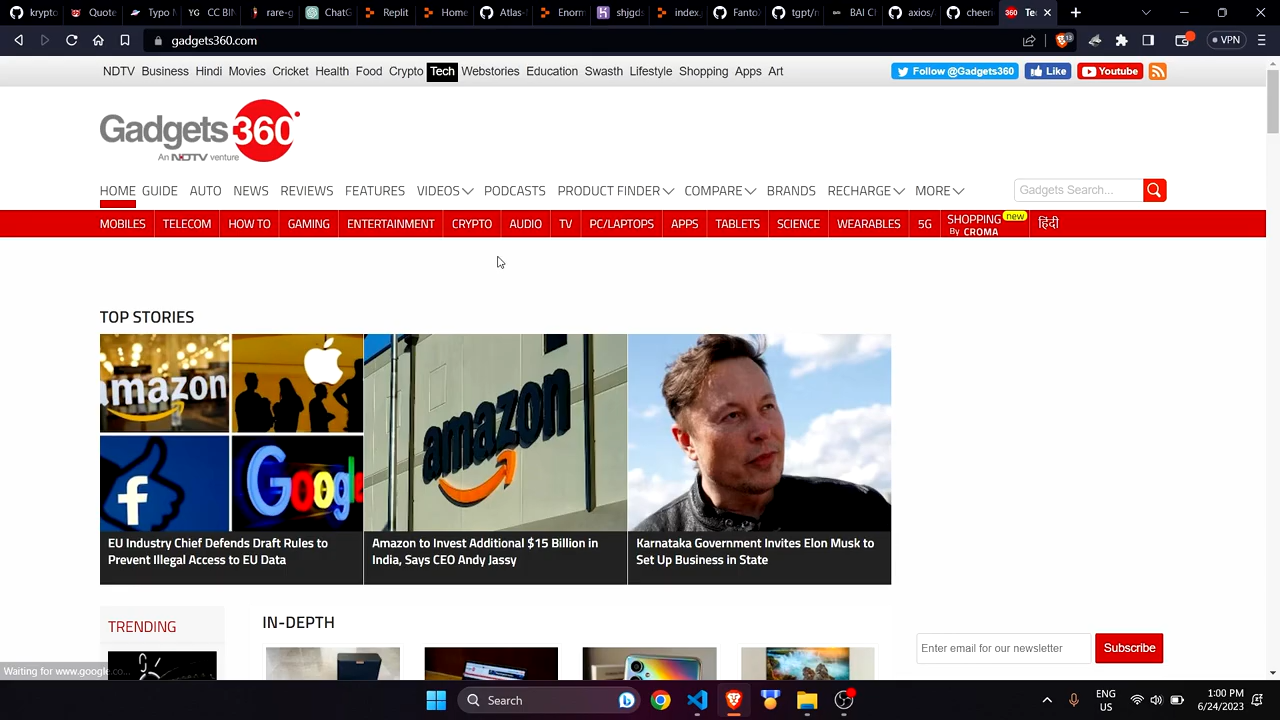 krypto
Quote
Typo M
CC BIN
rare-g
ChatG
Replit
Home
Atlas-
Enorm
shjgds
index.
FantoX
tgpt/m
BAI Ch
axios/
cheeri
Tec
gadgets360.com
VPN
NDTV Business Hindi Movies Cricket Health Food Crypto Tech Webstories Education Swasth Lifestyle Shopping Apps Art
Follow @Gadgets360 Like Youtube
Gadgets 360
An NDTV venture
HOME GUIDE AUTO NEWS REVIEWS FEATURES VIDEOS PODCASTS PRODUCT FINDER COMPARE BRANDS RECHARGE MORE
Gadgets Search...
MOBILES TELECOM HOW TO GAMING ENTERTAINMENT CRYPTO AUDIO TV PC/LAPTOPS APPS TABLETS SCIENCE WEARABLES 5G SHOPPING new By CROMA हिंदी
TOP STORIES
amazon
Google
amazon
EU Industry Chief Defends Draft Rules to
Prevent Illegal Access to EU Data
Amazon to Invest Additional $15 Billion in
India, Says CEO Andy Jassy
Karnataka Government Invites Elon Musk to
Set Up Business in State
TRENDING
IN-DEPTH
Enter email for our newsletter
Subscribe
Waiting for www.google.co...
Search
ENG
US
1:00 PM
6/24/2023